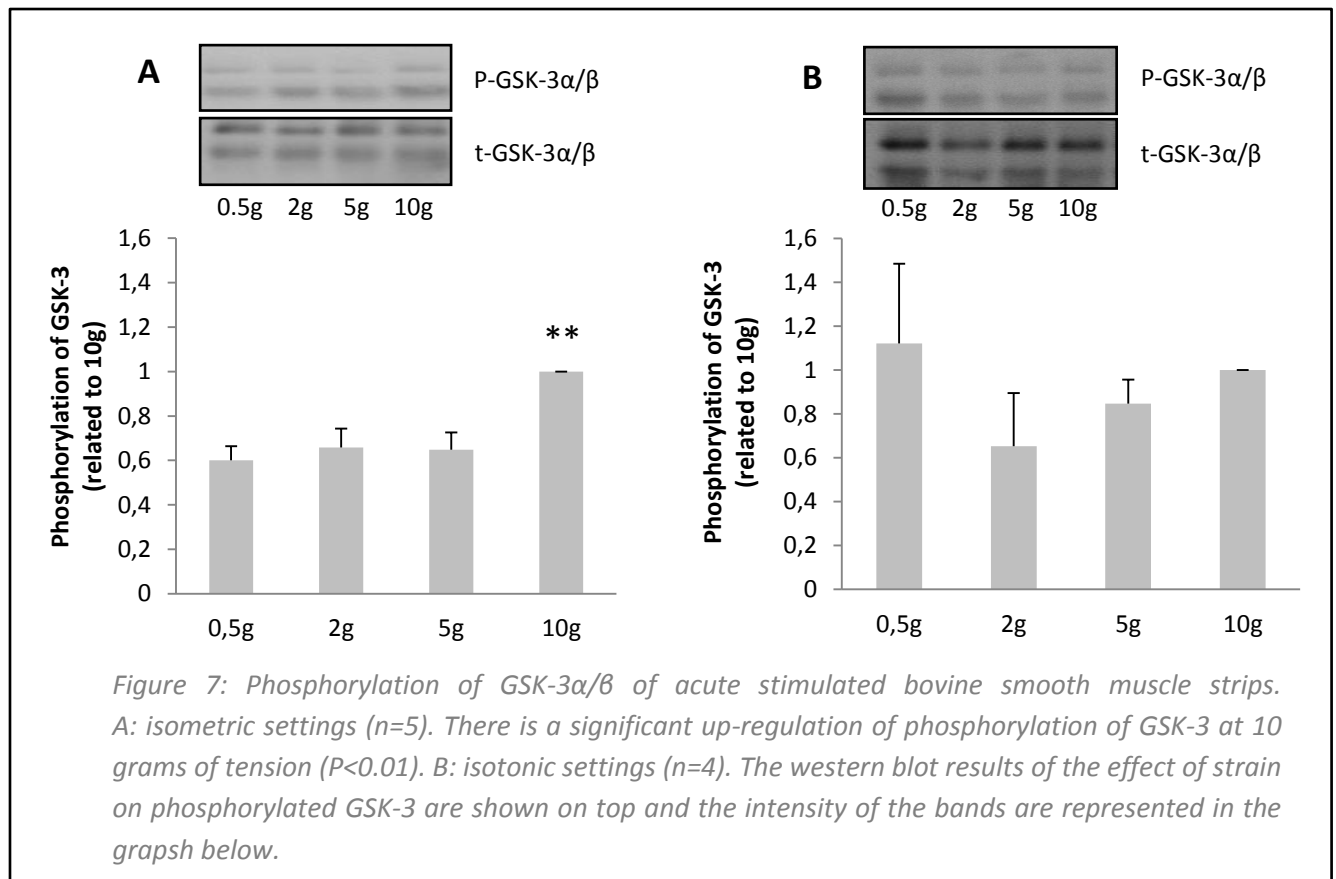 A
P-GSK-3α/β
t-GSK-3α/β
0.5g 2g 5g 10g
Phosphorylation of GSK-3
(related to 10g)
1,6
1,4
1,2
1
0,8
0,6
0,4
0,2
0
**
0,5g 2g 5g 10g
B
P-GSK-3α/β
t-GSK-3α/β
0.5g 2g 5g 10g
Phosphorylation of GSK-3
(related to 10g)
1,6
1,4
1,2
1
0,8
0,6
0,4
0,2
0
0,5g 2g 5g 10g
Figure 7: Phosphorylation of GSK-3α/β of acute stimulated bovine smooth muscle strips.
A: isometric settings (n=5). There is a significant up-regulation of phosphorylation of GSK-3 at 10
grams of tension (P<0.01). B: isotonic settings (n=4). The western blot results of the effect of strain
on phosphorylated GSK-3 are shown on top and the intensity of the bands are represented in the
grapsh below.